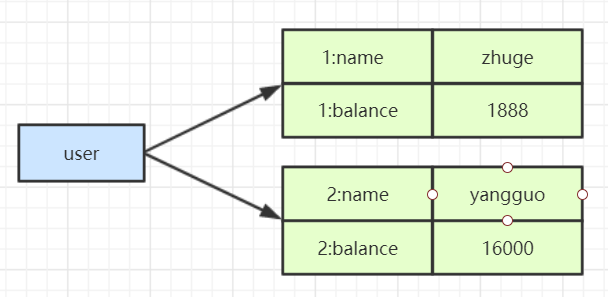 1:name zhuge
1:balance 1888
user
2:name yangguo
2:balance 16000